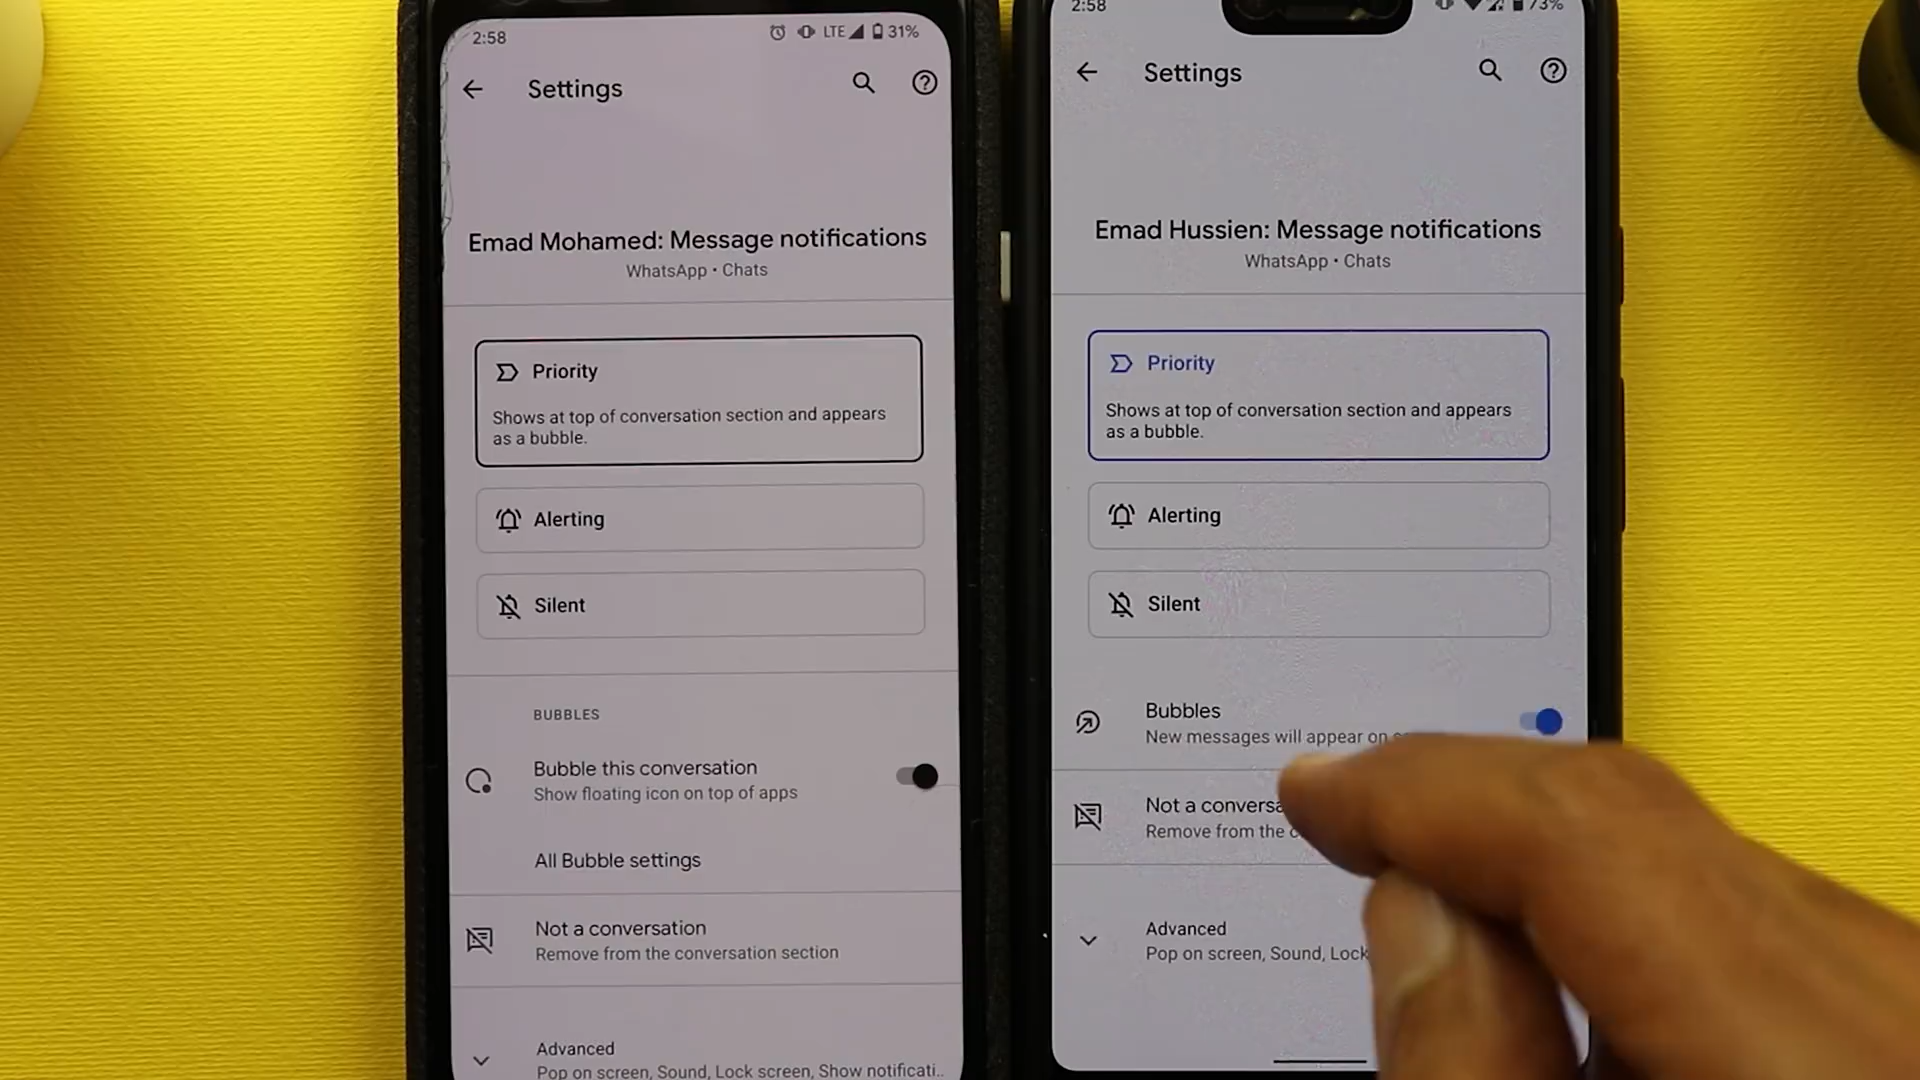 2:58
LTE 31%
Settings
Emad Mohamed: Message notifications
WhatsApp • Chats
Priority
Shows at top of conversation section and appears
as a bubble.
Alerting
Silent
BUBBLES
Bubble this conversation
Show floating icon on top of apps
All Bubble settings
Not a conversation
Remove from the conversation section
Advanced
Pop on screen, Sound, Lock screen, Show notificati..
2:58
73%
Settings
Emad Hussien: Message notifications
WhatsApp • Chats
Priority
Shows at top of conversation section and appears
as a bubble.
Alerting
Silent
Bubbles
New messages will appear on
Not a
Remove from the
Advanced
Pop on screen, Sound, Lock